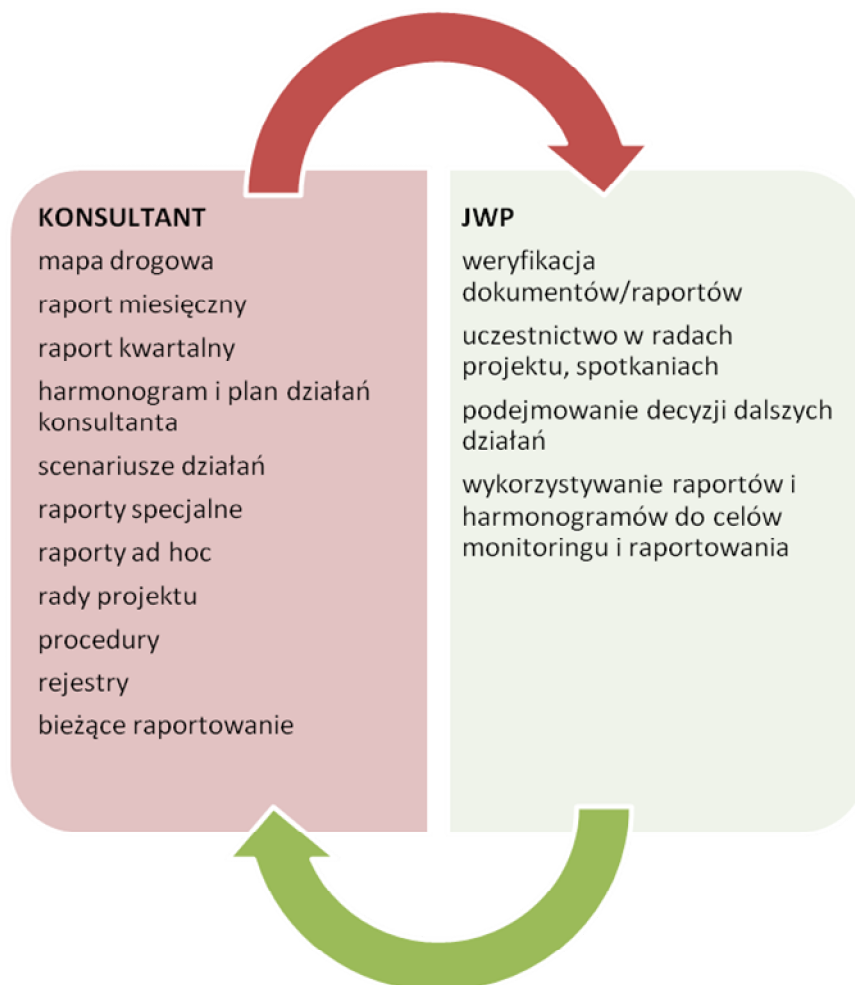 KONSULTANT
mapa drogowa
raport miesięczny
raport kwartalny
harmonogram i plan działań
konsultanta
scenariusze działań
raporty specjalne
raporty ad hoc
rady projektu
procedury
rejestry
bieżące raportowanie
JWP
weryfikacja
dokumentów/raportów
uczestnictwo w radach
projektu, spotkaniach
podejmowanie decyzji dalszych
działań
wykorzystywanie raportów i
harmonogramów do celów
monitoringu i raportowania